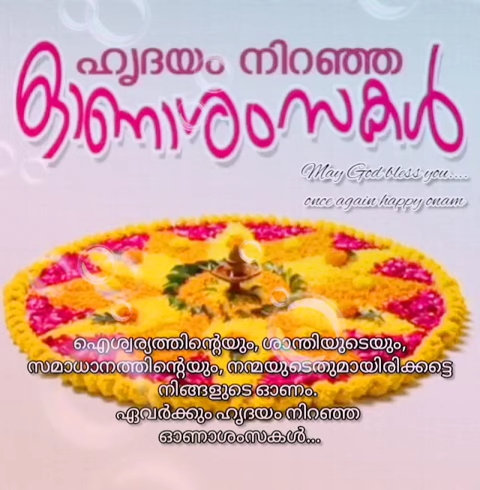 ഹൃദയം നിറഞ്ഞ
ഓണാശംസകൾ
May God bless you....
once again happy onam
ഐശ്വര്യത്തിന്റെയും, ശാന്തിയുടെയും,
സമാധാനത്തിന്റെയും, നന്മയുടെതുമായിരിക്കട്ടെ
നിങ്ങളുടെ ഓണം.
ഏവർക്കും ഹൃദയം നിറഞ്ഞ
ഓണാശംസകൾ...